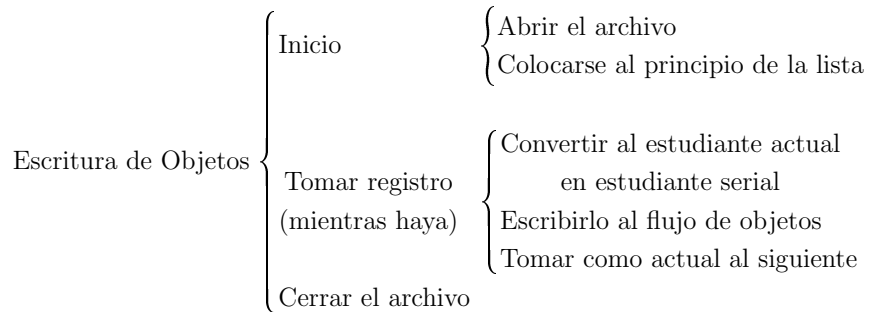 Escritura de Objetos
Inicio
Abrir el archivo
Colocarse al principio de la lista
Tomar registro
(mientras haya)
Convertir al estudiante actual
en estudiante serial
Escribirlo al flujo de objetos
Tomar como actual al siguiente
Cerrar el archivo